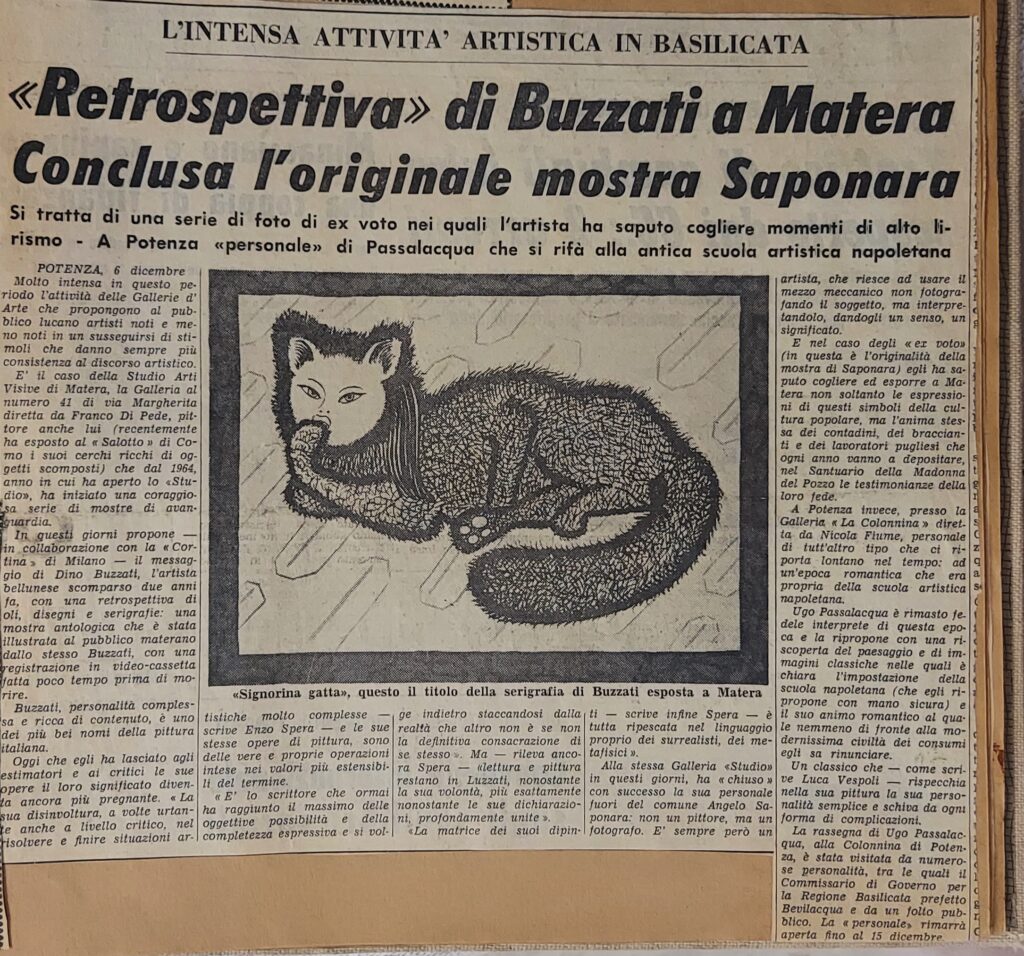 L'INTENSA ATTIVITA' ARTISTICA IN BASILICATA
«Retrospettiva» di Buzzati a Matera
Conclusa l'originale mostra Saponara
Si tratta di una serie di foto di ex voto nei quali l'artista ha saputo cogliere momenti di alto li-
rismo - A Potenza «personale» di Passalacqua che si rifà alla antica scuola artistica napoletana
POTENZA, 6 dicembre
Molto intensa in questo pe-
riodo l'attività delle Gallerie d'
Arte che propongono al pub-
blico lucano artisti noti e me-
no noti in un susseguirsi di sti-
moli che danno sempre più
consistenza al discorso artistico.
E' il caso della Studio Arti
Visive di Matera, la Galleria al
numero 41 di via Margherita
diretta da Franco Di Pede, pit-
tore anche lui (recentemente
ha esposto al «Salotto» di Co-
mo i suoi cerchi ricchi di og-
getti scomposti) che dal 1964,
anno in cui ha aperto lo «Stu-
dio», ha iniziato una coraggio-
sa serie di mostre di avan-
guardia.
In questi giorni propone —
in collaborazione con la «Cor-
tina» di Milano — il messag-
gio di Dino Buzzati, l'artista
bellunese scomparso due anni
fa, con una retrospettiva di
oli, disegni e serigrafie: una
mostra antologica che è stata
illustrata al pubblico materano
dallo stesso Buzzati, con una
registrazione in video-cassetta
fatta poco tempo prima di mo-
rire.
Buzzati, personalità comples-
sa e ricca di contenuto, è uno
dei più bei nomi della pittura
italiana.
Oggi che egli ha lasciato agli
estimatori e ai critici le sue
opere il loro significato diven-
ta ancora più pregnante. «La
sua disinvoltura, a volte urtan-
te anche a livello critico, nel
risolvere e finire situazioni ar-
«Signorina gatta», questo il titolo della serigrafia di Buzzati esposta a Matera
tistiche molto complesse —
scrive Enzo Spera — e le sue
stesse opere di pittura, sono
delle vere e proprie operazioni
intese nei valori più estensibi-
li del termine.
«E' lo scrittore che ormai
ha raggiunto il massimo delle
oggettive possibilità e della
completezza espressiva e si vol-
ge indietro staccandosi dalla
realtà che altro non è se non
la definitiva consacrazione di
se stesso». Ma — rileva anco-
ra Spera — «lettura e pittura
restano in Luzzati, nonostante
la sua volontà, più esattamente
nonostante le sue dichiarazio-
ni, profondamente unite».
«La matrice dei suoi dipin-
ti — scrive infine Spera — è
tutta ripescata nel linguaggio
proprio dei surrealisti, dei me-
tafisici».
Alla stessa Galleria «Studio»
in questi giorni, ha «chiuso»
con successo la sua personale
fuori del comune Angelo Sa-
ponara: non un pittore, ma un
fotografo. E' sempre però un
artista, che riesce ad usare il
mezzo meccanico non fotogra-
fando il soggetto, ma interpre-
tandolo, dandogli un senso, un
significato.
E nel caso degli «ex voto»
(in questa è l'originalità della
mostra di Saponara) egli ha sa-
puto cogliere ed esporre a Ma-
tera non soltanto le espressio-
ni di questi simboli della cul-
tura popolare, ma l'anima stes-
sa dei contadini, dei braccian-
ti e dei lavoratori pugliesi che
ogni anno vanno a depositare,
nel Santuario della Madonna
del Pozzo le testimonianze della
loro fede.
A Potenza invece, presso la
Galleria «La Colonnina» diret-
ta da Nicola Fiume, personale
di tutt'altro tipo che ci ri-
porta lontano nel tempo: ad
un'epoca romantica che era
propria della scuola artistica
napoletana.
Ugo Passalacqua è rimasto fe-
dele interprete di questa epo-
ca e la ripropone con una ri-
scoperta del paesaggio e di im-
magini classiche nelle quali è
chiara l'impostazione della
scuola napoletana (che egli ri-
propone con mano sicura) e
il suo animo romantico al qua-
le nemmeno di fronte alla mo-
dernissima civiltà dei consumi
egli sa rinunciare.
Un classico che — come scri-
ve Luca Vespoli — rispecchia
nella sua pittura la sua perso-
nalità semplice e schiva da ogni
forma di complicazioni.
La rassegna di Ugo Passalac-
qua, alla Colonnina di Poten-
za, è stata visitata da numero-
se personalità, tra le quali il
Commissario di Governo per
la Regione Basilicata prefetto
Bevilacqua e da un folto pub-
blico. La «personale» rimarrà
aperta fino al 15 dicembre.